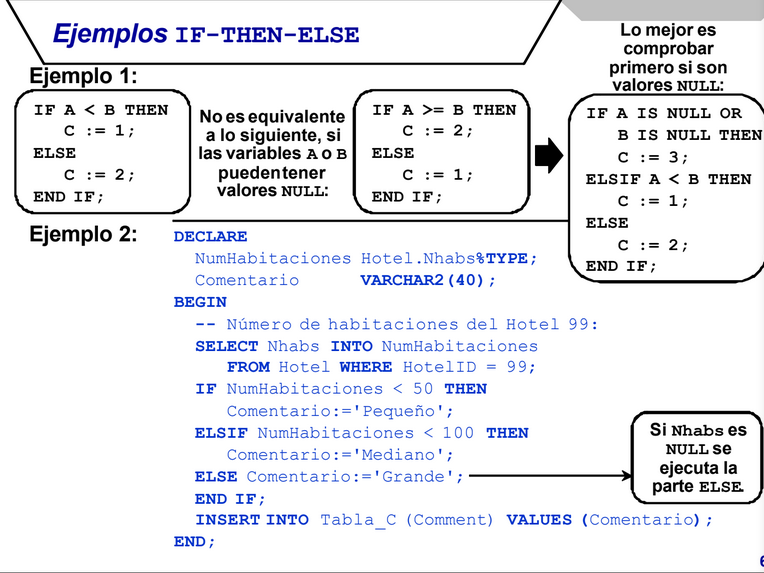 Ejemplos IF-THEN-ELSE
Ejemplo 1:
IF A < B THEN
C := 1;
ELSE
C := 2;
END IF;
No es equivalente
a lo siguiente, si
las variables A o B
pueden tener
valores NULL:
IF A >= B THEN
C := 2;
ELSE
C := 1;
END IF;
Lo mejor es
comprobar
primero si son
valores NULL:
IF A IS NULL OR
B IS NULL THEN
C := 3;
ELSIF A < B THEN
C := 1;
ELSE
C := 2;
END IF;
Ejemplo 2:
DECLARE
NumHabitaciones Hotel.Nhabs%TYPE;
Comentario VARCHAR2(40);
BEGIN
-- Número de habitaciones del Hotel 99:
SELECT Nhabs INTO NumHabitaciones
FROM Hotel WHERE HotelID = 99;
IF NumHabitaciones < 50 THEN
Comentario:='Pequeño';
ELSIF NumHabitaciones < 100 THEN
Comentario:='Mediano';
ELSE Comentario:='Grande';
END IF;
INSERT INTO Tabla_C (Comment) VALUES (Comentario);
END;
Si Nhabs es
NULL se
ejecuta la
parte ELSE.
6